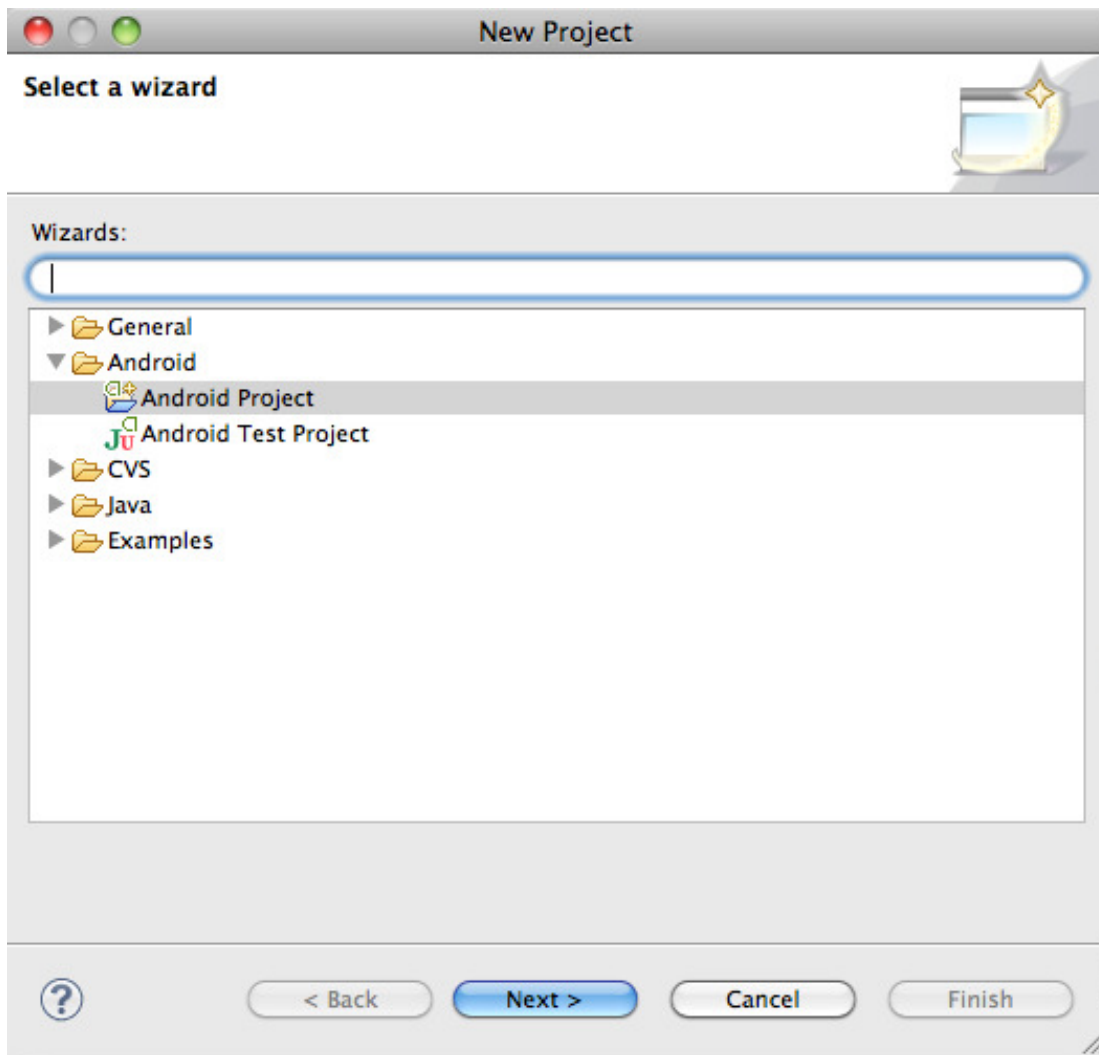 New Project
Select a wizard
Wizards:
General
Android
Android Project
Android Test Project
CVS
Java
Examples
? < Back Next > Cancel Finish